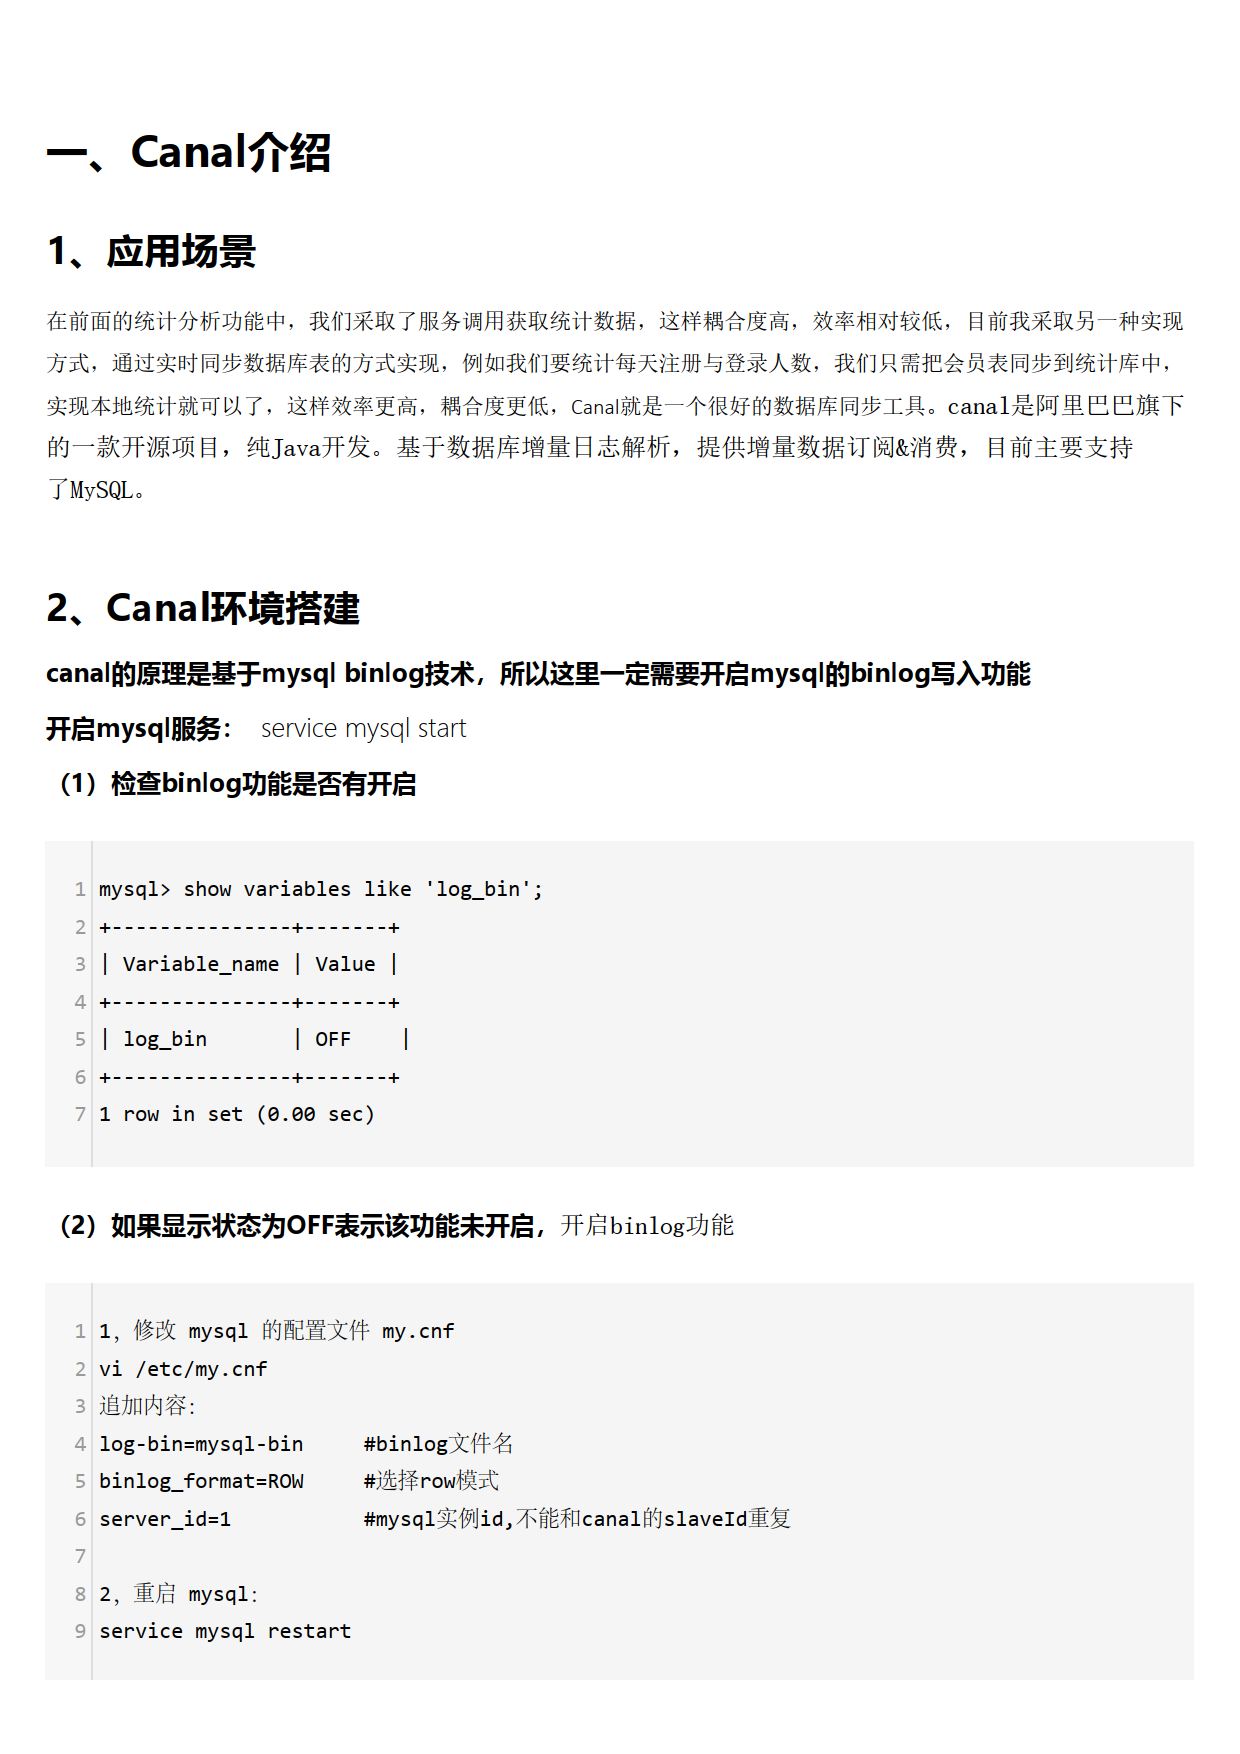 一、Canal介绍
1、应用场景
在前面的统计分析功能中，我们采取了服务调用获取统计数据，这样耦合度高，效率相对较低，目前我采取另一种实现
方式，通过实时同步数据库表的方式实现，例如我们要统计每天注册与登录人数，我们只需把会员表同步到统计库中，
实现本地统计就可以了，这样效率更高，耦合度更低，Canal就是一个很好的数据库同步工具。canal是阿里巴巴旗下
的一款开源项目，纯Java开发。基于数据库增量日志解析，提供增量数据订阅&消费，目前主要支持
了MySQL。
2、Canal环境搭建
canal的原理是基于mysql binlog技术，所以这里一定需要开启mysql的binlog写入功能
开启mysql服务： service mysql start
（1）检查binlog功能是否有开启
1 mysql> show variables like 'log_bin';
2 +---------------+-------+
3 | Variable_name | Value |
4 +---------------+-------+
5 | log_bin       | OFF    |
6 +---------------+-------+
7 1 row in set (0.00 sec)
（2）如果显示状态为OFF表示该功能未开启，开启binlog功能
1 1，修改 mysql 的配置文件 my.cnf
2 vi /etc/my.cnf
3 追加内容：
4 log-bin=mysql-bin     #binlog文件名
5 binlog_format=ROW     #选择row模式
6 server_id=1           #mysql实例id,不能和canal的slaveId重复
7
8 2，重启 mysql：
9 service mysql restart